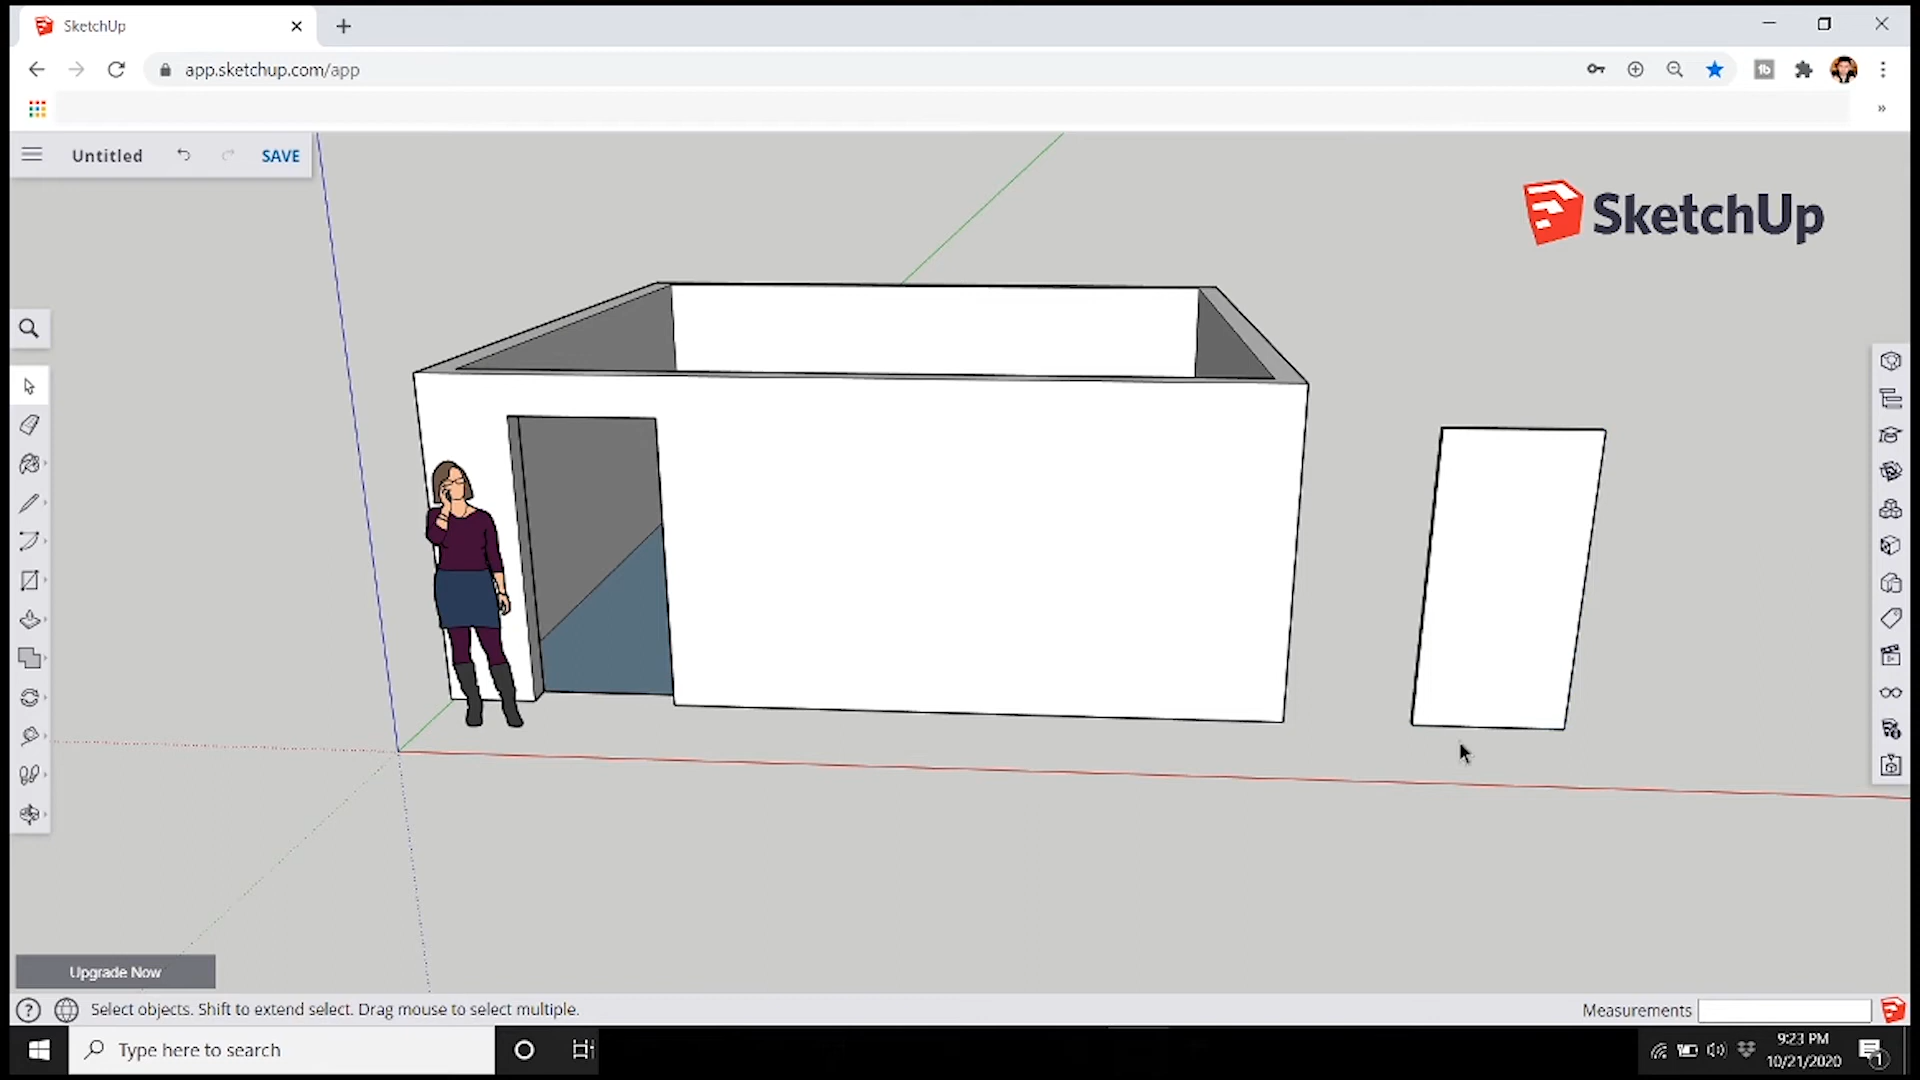 SketchUp
app.sketchup.com/app
Untitled
SAVE
SketchUp
Upgrade Now
Select objects. Shift to extend select. Drag mouse to select multiple.
Measurements
Type here to search
9:23 PM
10/21/2020
1